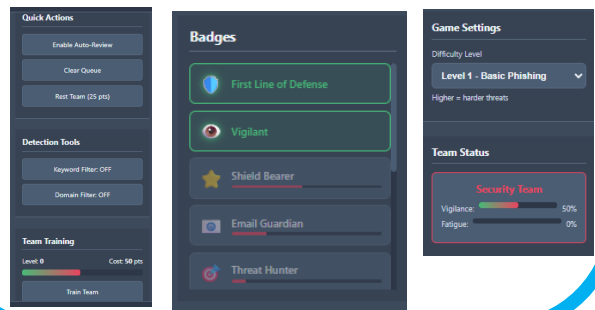 Quick Actions
Enable Auto-Review
Clear Queue
Rest Team (25 pts)
Detection Tools
Keyword Filter: OFF
Domain Filter: OFF
Team Training
Level: 0 Cost: 50 pts
Train Team
Badges
First Line of Defense
Vigilant
Shield Bearer
Email Guardian
Threat Hunter
Game Settings
Difficulty Level
Level 1 - Basic Phishing
Higher = harder threats
Team Status
Security Team
Vigilance: 50%
Fatigue: 0%